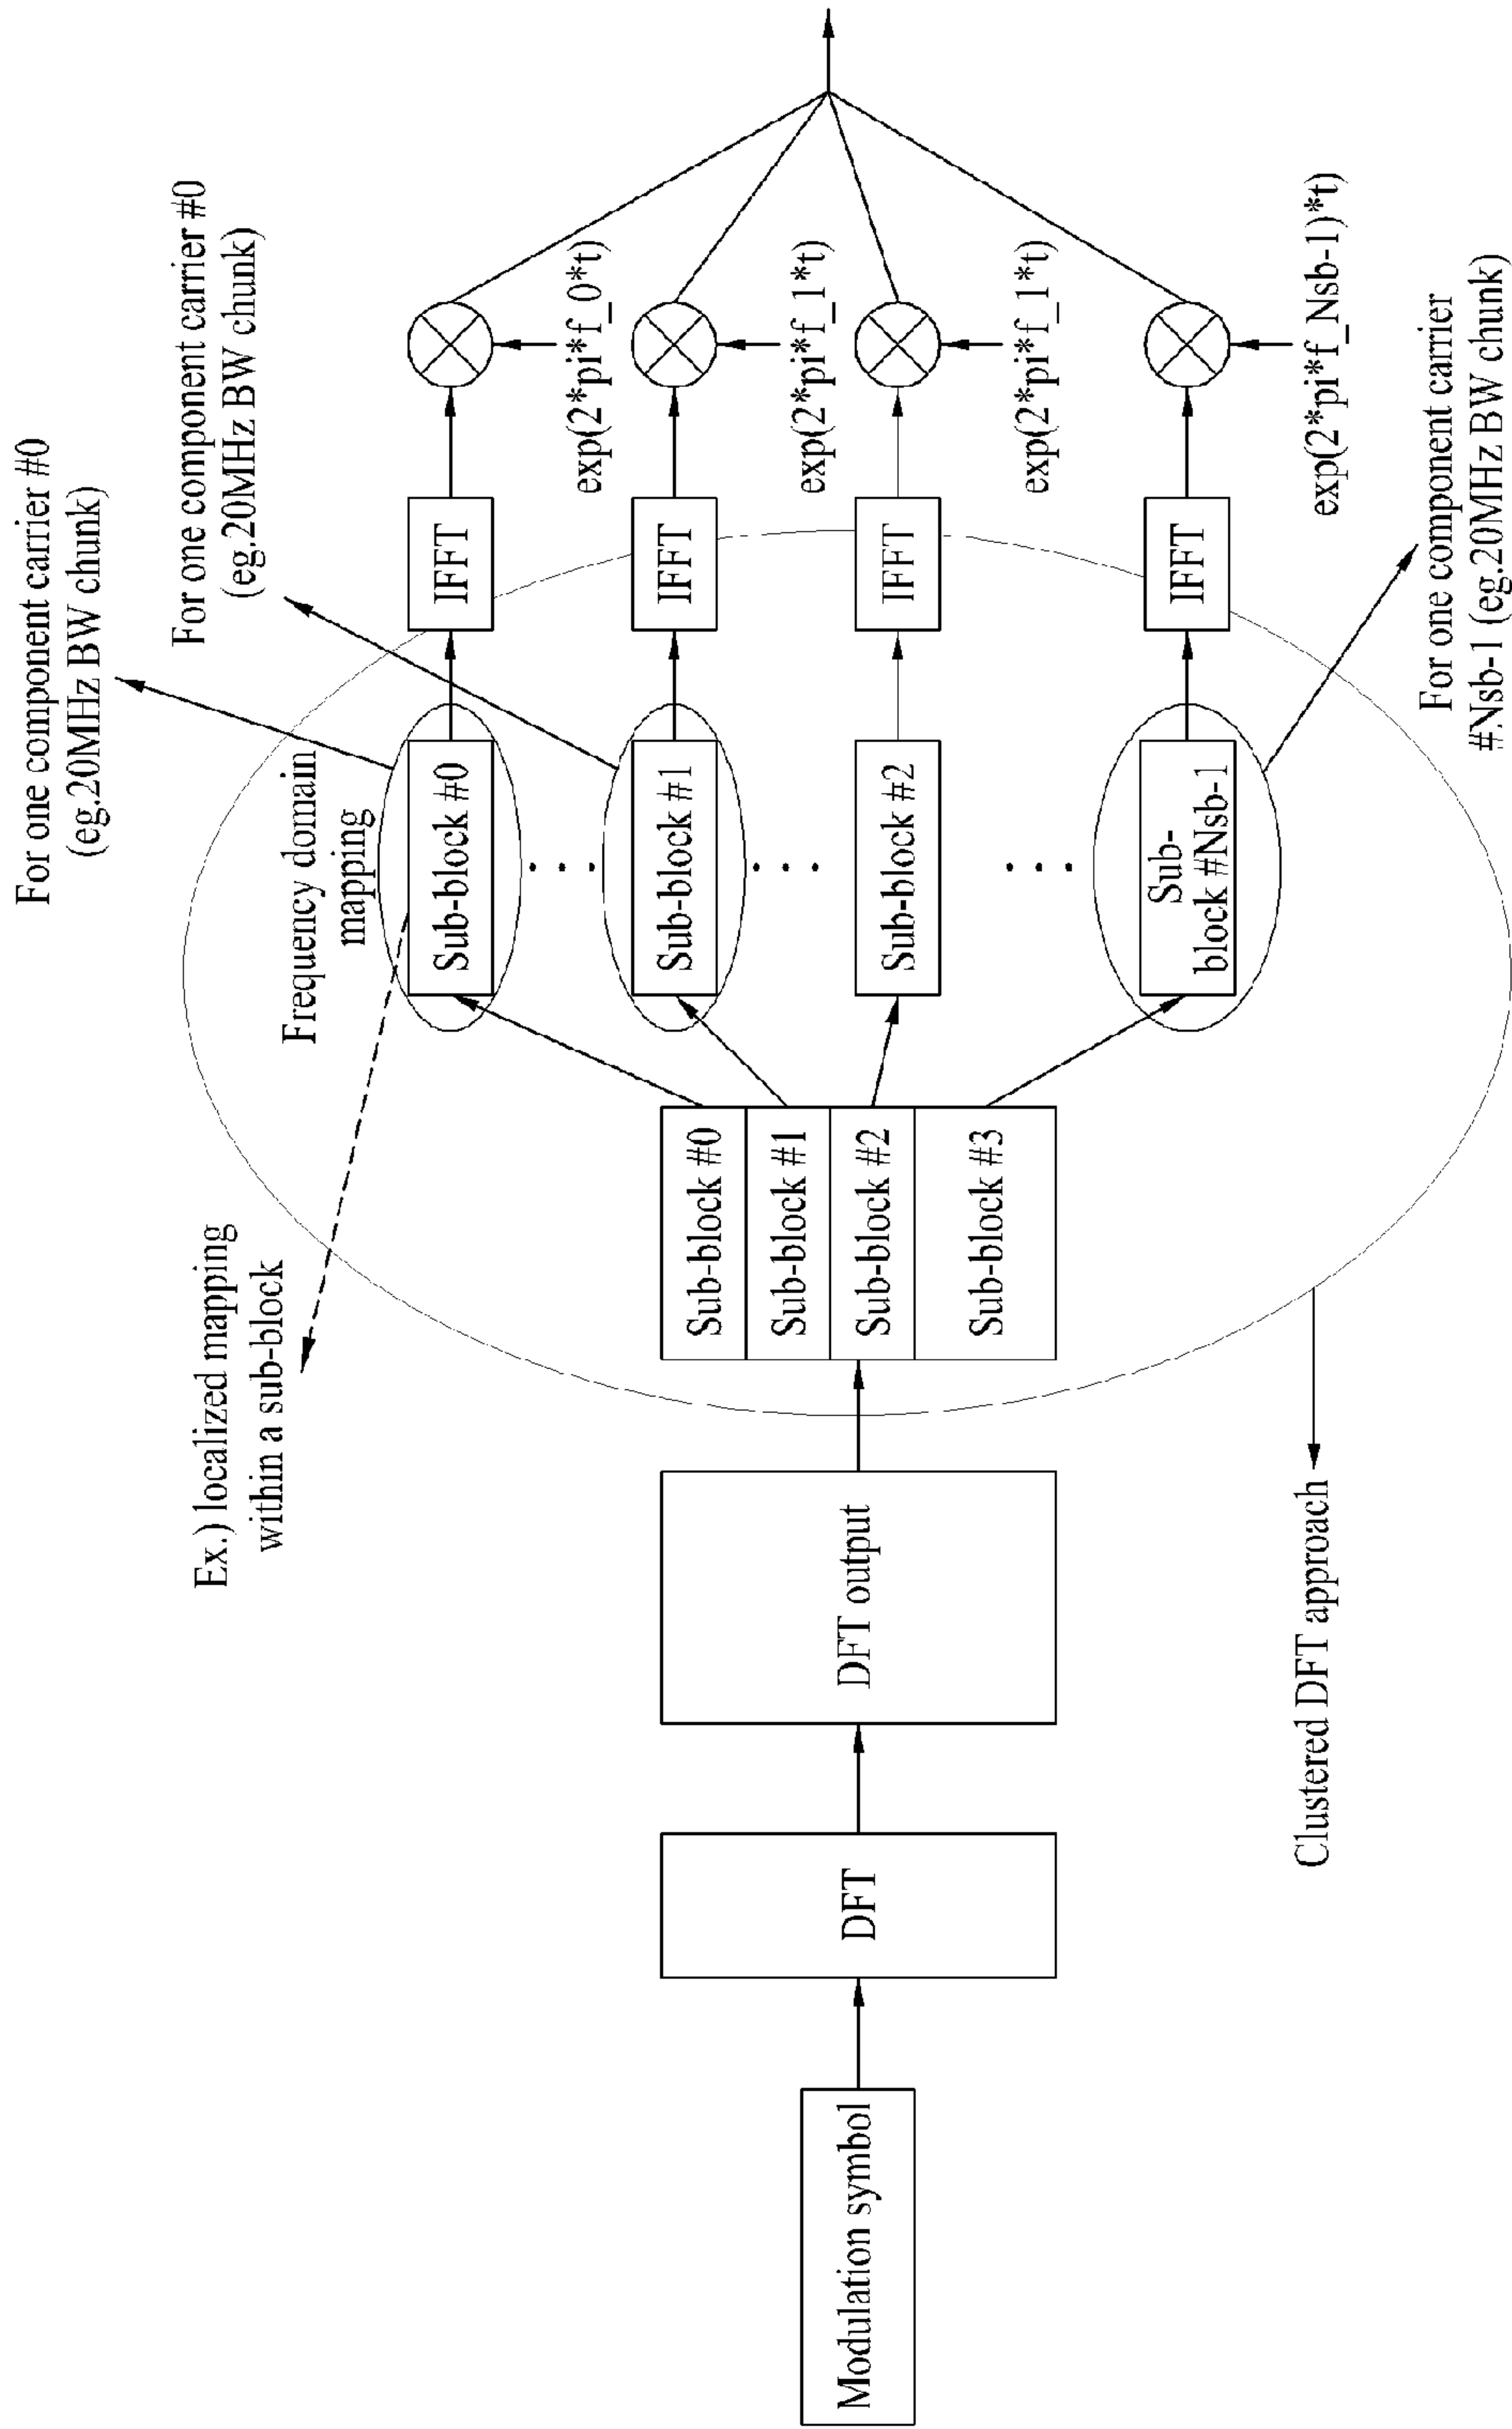 Modulation symbol
DFT
DFT output
Sub-block #0
Sub-block #1
Sub-block #2
Sub-block #3
Clustered DFT approach
Ex.) localized mapping
within a sub-block
Frequency domain
mapping
Sub-block #0
Sub-block #1
Sub-block #2
Sub-
block #Nsb-1
For one component carrier #0
(eg.20MHz BW chunk)
For one component carrier #0
(eg.20MHz BW chunk)
For one component carrier
#Nsb-1 (eg.20MHz BW chunk)
IFFT
IFFT
IFFT
IFFT
exp(2*pi*f_0*t)
exp(2*pi*f_1*t)
exp(2*pi*f_1*t)
exp(2*pi*f_Nsb-1)*t)